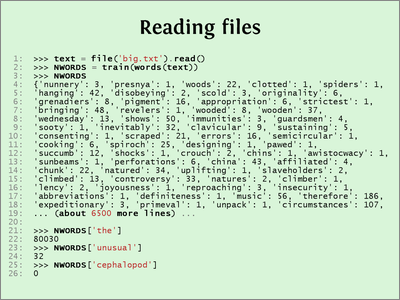 Reading files
1: >>> text = file('big.txt').read()
2: >>> NWORDS = train(words(text))
3: >>> NWORDS
4: {'nunnery': 3, 'presnya': 1, 'woods': 22, 'clotted': 1, 'spiders': 1,
5: 'hanging': 42, 'disobeying': 2, 'scold': 3, 'originality': 6,
6: 'grenadiers': 8, 'pigment': 16, 'appropriation': 6, 'strictest': 1,
7: 'bringing': 48, 'revelers': 1, 'wooded': 8, 'wooden': 37,
8: 'wednesday': 13, 'shows': 50, 'immunities': 3, 'guardsmen': 4,
9: 'sooty': 1, 'inevitably': 32, 'clavicular': 9, 'sustaining': 5,
10: 'consenting': 1, 'scraped': 21, 'errors': 16, 'semicircular': 1,
11: 'cooking': 6, 'spiroch': 25, 'designing': 1, 'pawed': 1,
12: 'succumb': 12, 'shocks': 1, 'crouch': 2, 'chins': 1, 'awistocwacy': 1,
13: 'sunbeams': 1, 'perforations': 6, 'china': 43, 'affiliated': 4,
14: 'chunk': 22, 'natured': 34, 'uplifting': 1, 'slaveholders': 2,
15: 'climbed': 13, 'controversy': 33, 'natures': 2, 'climber': 1,
16: 'lency': 2, 'joyousness': 1, 'reproaching': 3, 'insecurity': 1,
17: 'abbreviations': 1, 'definiteness': 1, 'music': 56, 'therefore': 186,
18: 'expeditionary': 3, 'primeval': 1, 'unpack': 1, 'circumstances': 107,
19: ... (about 6500 more lines) ...
20:
21: >>> NWORDS['the']
22: 80030
23: >>> NWORDS['unusual']
24: 32
25: >>> NWORDS['cephalopod']
26: 0